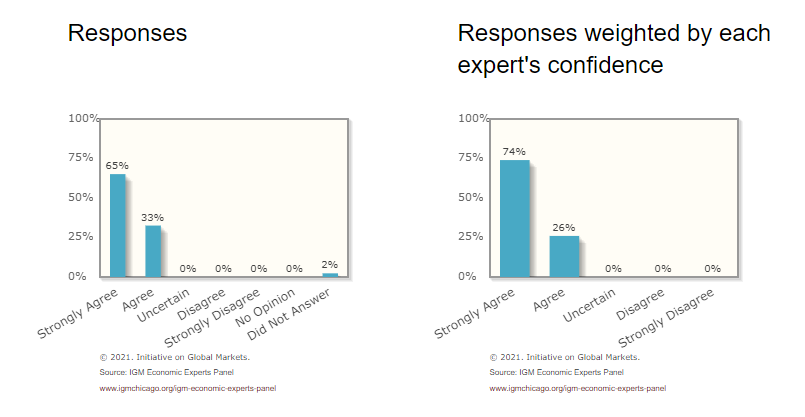 Responses
100%
75%
50%
25%
0%
65%
33%
0%
0%
0%
0%
2%
Strongly Agree
Agree
Uncertain
Disagree
Strongly Disagree
No Opinion
Did Not Answer
© 2021. Initiative on Global Markets.
Source: IGM Economic Experts Panel
www.igmchicago.org/igm-economic-experts-panel
Responses weighted by each
expert's confidence
100%
75%
50%
25%
0%
74%
26%
0%
0%
0%
Strongly Agree
Agree
Uncertain
Disagree
Strongly Disagree
© 2021. Initiative on Global Markets.
Source: IGM Economic Experts Panel
www.igmchicago.org/igm-economic-experts-panel